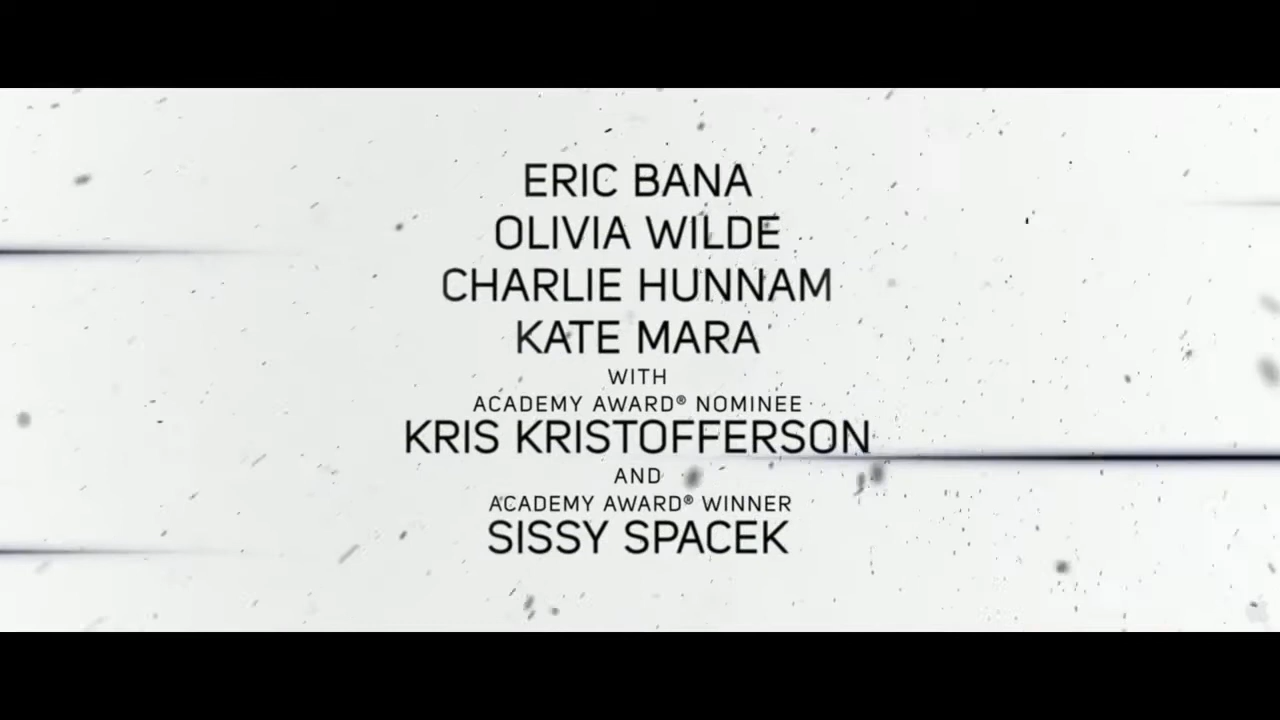 ERIC BANA
OLIVIA WILDE
CHARLIE HUNNAM
KATE MARA
WITH
ACADEMY AWARD® NOMINEE
KRIS KRISTOFFERSON
AND
ACADEMY AWARD® WINNER
SISSY SPACEK